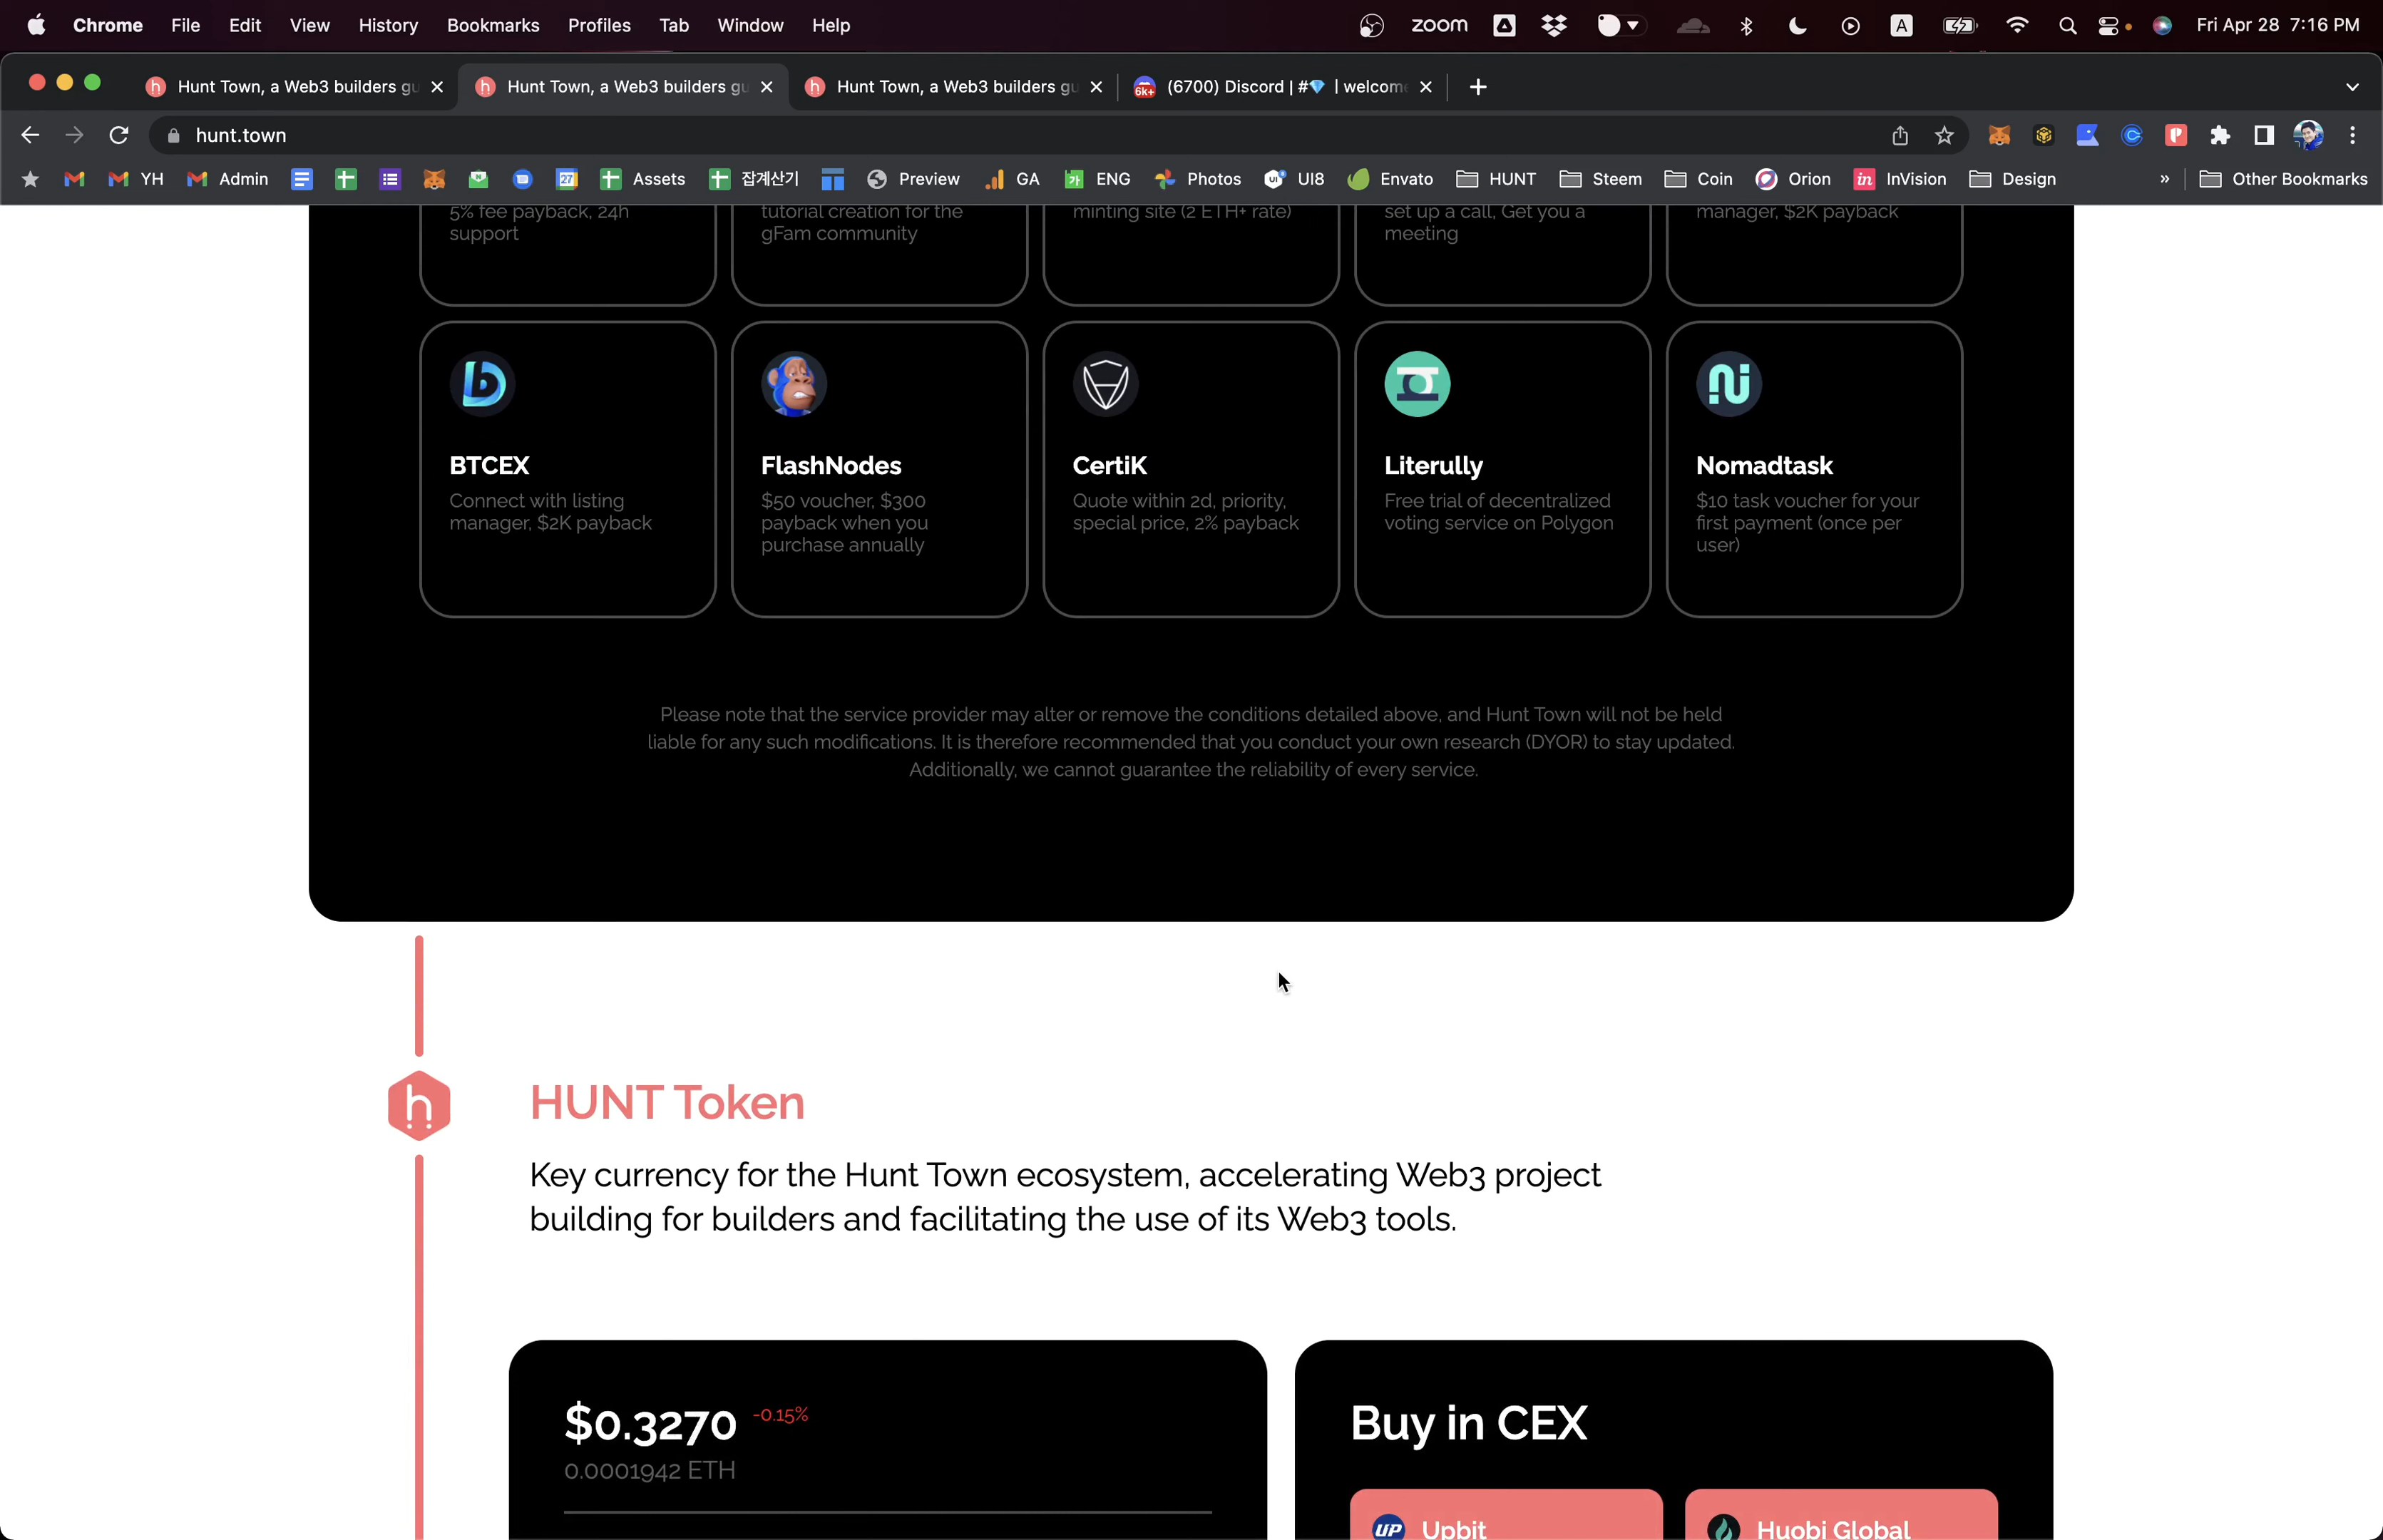 Chrome File Edit View History Bookmarks Profiles Tab Window Help zoom A Fri Apr 28 7:16 PM
Hunt Town, a Web3 builders gu Hunt Town, a Web3 builders gu Hunt Town, a Web3 builders gu 6k+ (6700) Discord | #💎 | welcom
hunt.town
YH Admin 27 Assets 잡계산기 Preview GA 가 ENG Photos UI UI8 Envato HUNT Steem Coin Orion in InVision Design » Other Bookmarks
5% fee payback, 24h
support
tutorial creation for the
gFam community
minting site (2 ETH+ rate)
set up a call, Get you a
meeting
manager, $2K payback
BTCEX
Connect with listing
manager, $2K payback
FlashNodes
$50 voucher, $300
payback when you
purchase annually
CertiK
Quote within 2d, priority,
special price, 2% payback
Literully
Free trial of decentralized
voting service on Polygon
Nomadtask
$10 task voucher for your
first payment (once per
user)
Please note that the service provider may alter or remove the conditions detailed above, and Hunt Town will not be held
liable for any such modifications. It is therefore recommended that you conduct your own research (DYOR) to stay updated.
Additionally, we cannot guarantee the reliability of every service.
h
HUNT Token
Key currency for the Hunt Town ecosystem, accelerating Web3 project
building for builders and facilitating the use of its Web3 tools.
$0.3270 -0.15%
0.0001942 ETH
Buy in CEX
UP Upbit
Huobi Global